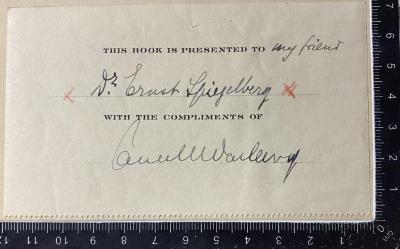 THIS BOOK IS PRESENTED TO my friend
Dr Ernst Spiegelberg
WITH THE COMPLIMENTS OF